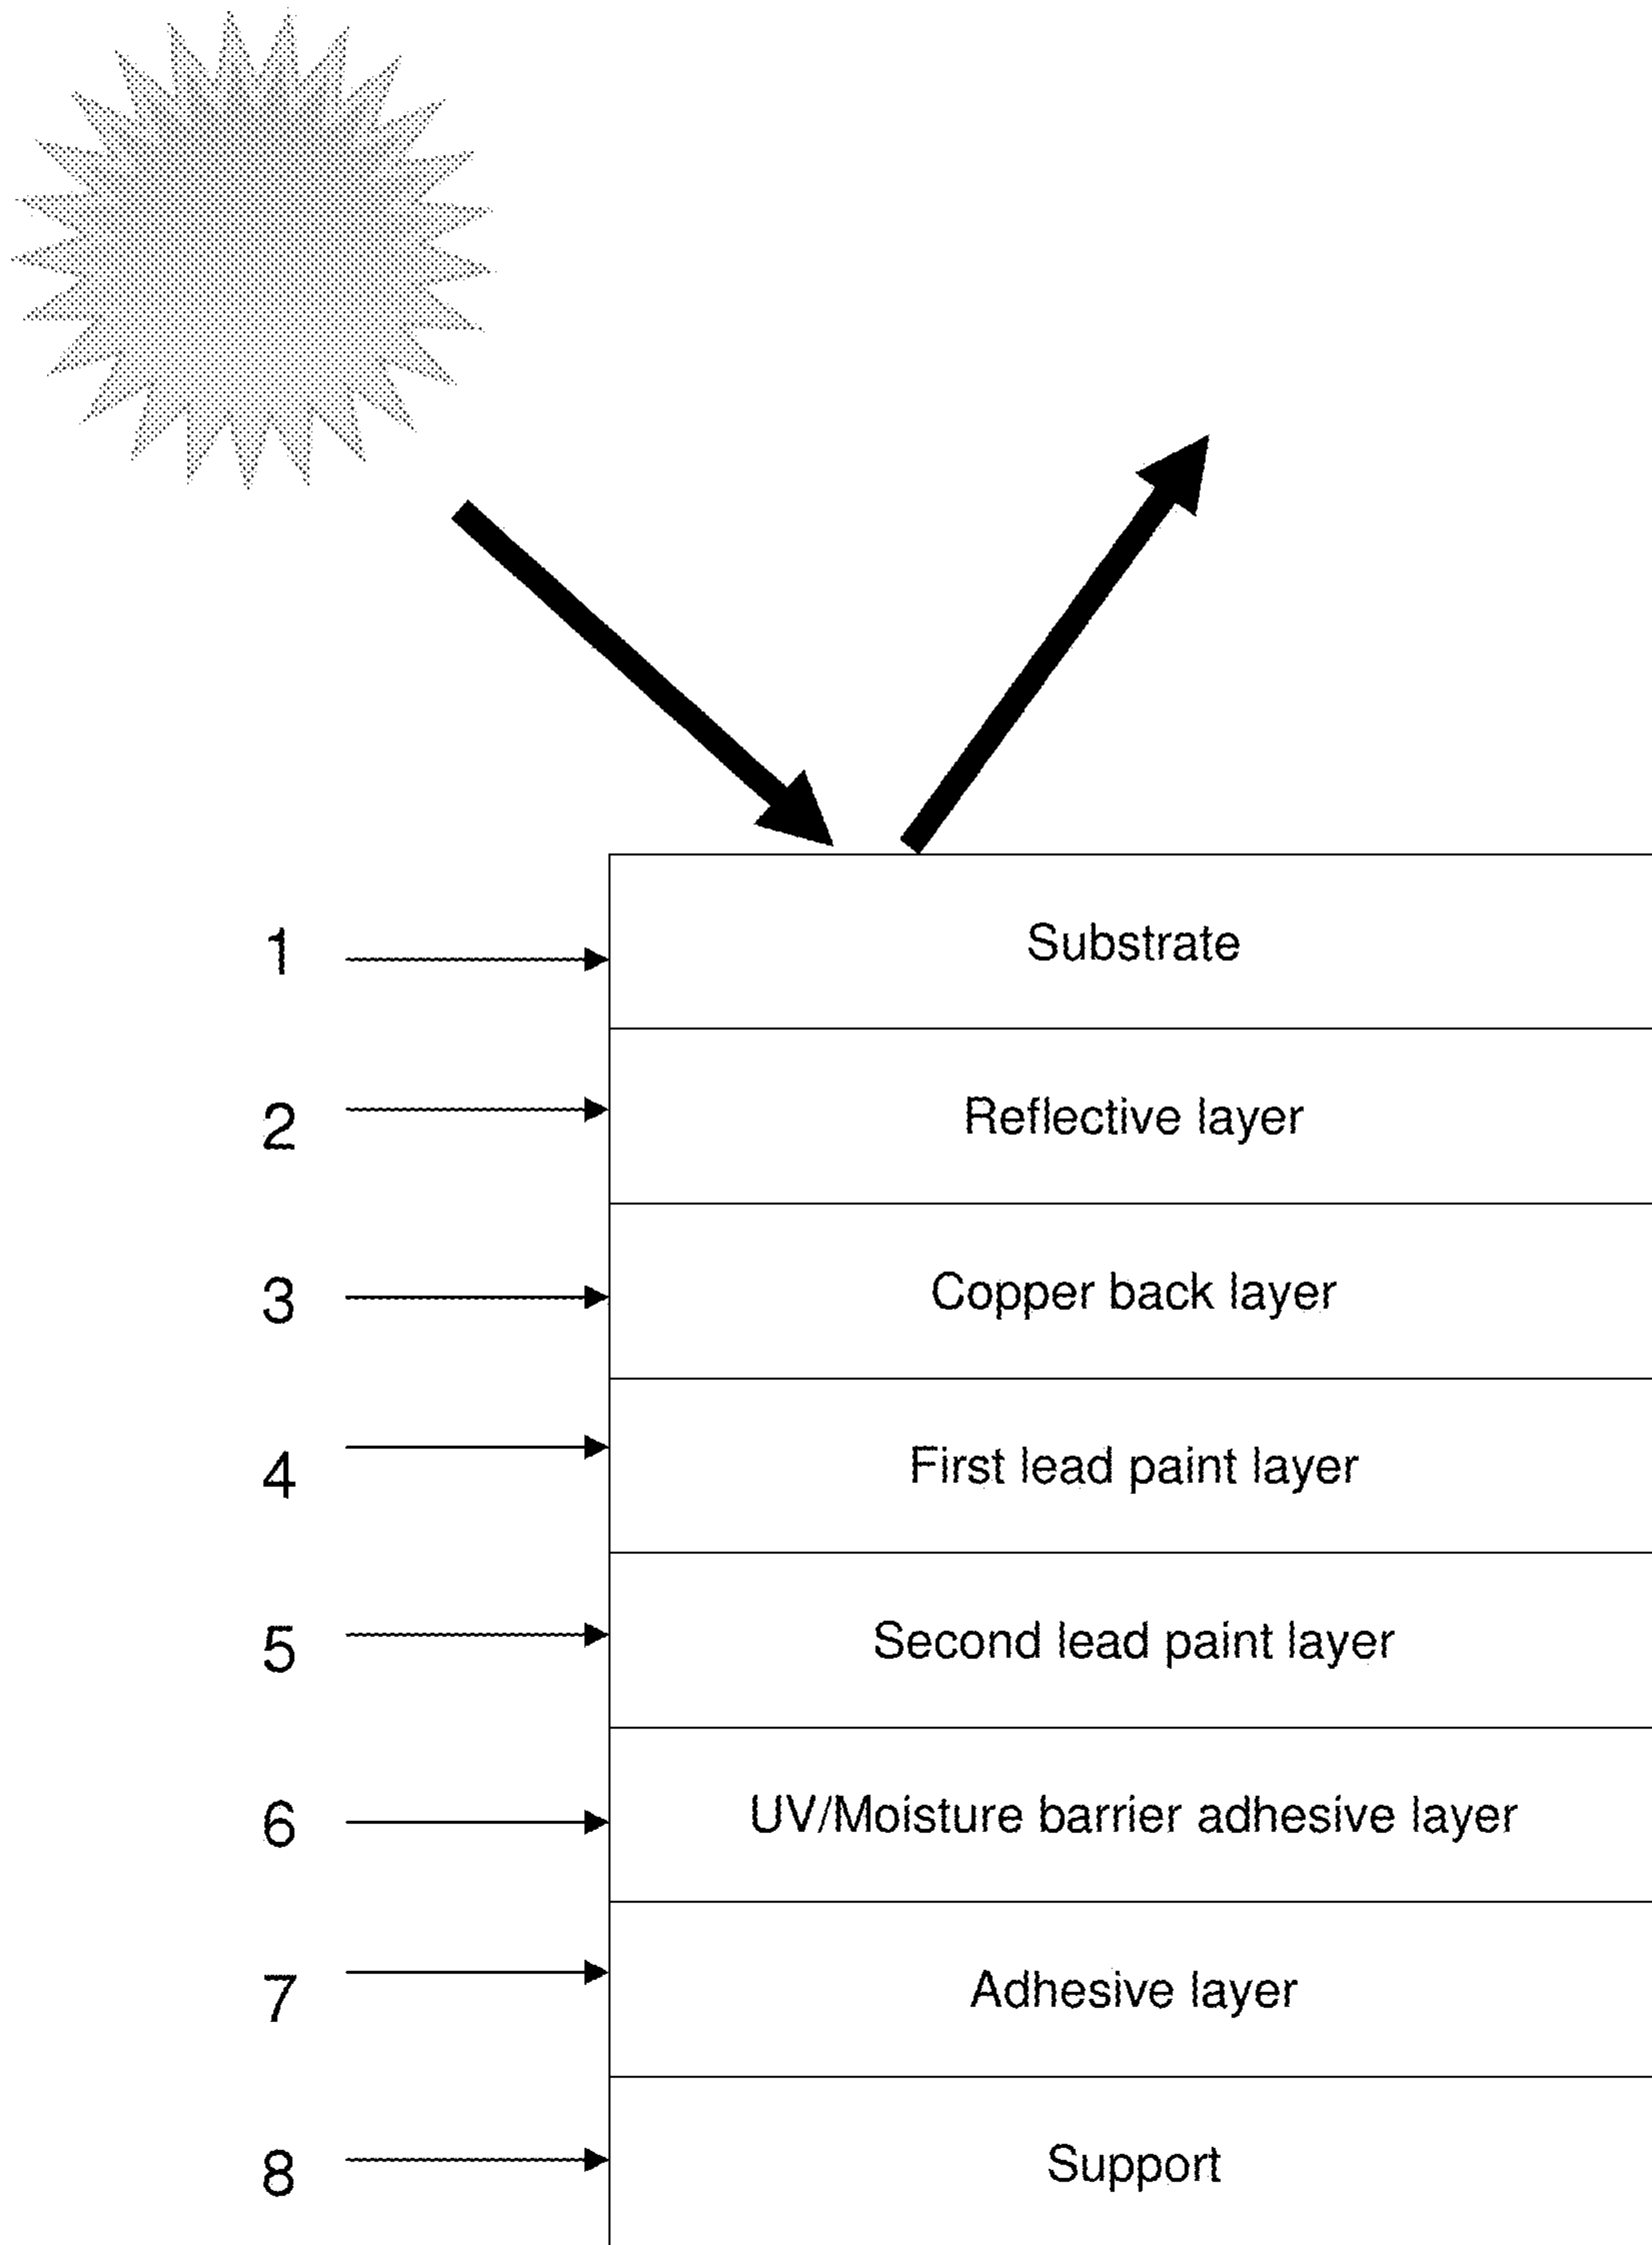 1 Substrate
2 Reflective layer
3 Copper back layer
4 First lead paint layer
5 Second lead paint layer
6 UV/Moisture barrier adhesive layer
7 Adhesive layer
8 Support